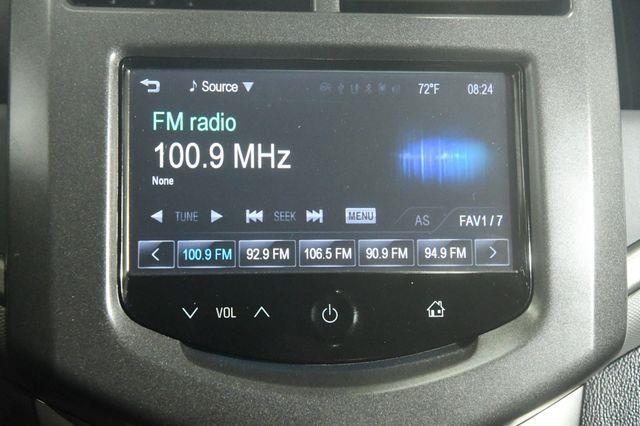 Source 72°F 08:24
FM radio
100.9 MHz
None
TUNE SEEK MENU AS FAV1/7
100.9 FM 92.9 FM 106.5 FM 90.9 FM 94.9 FM
VOL